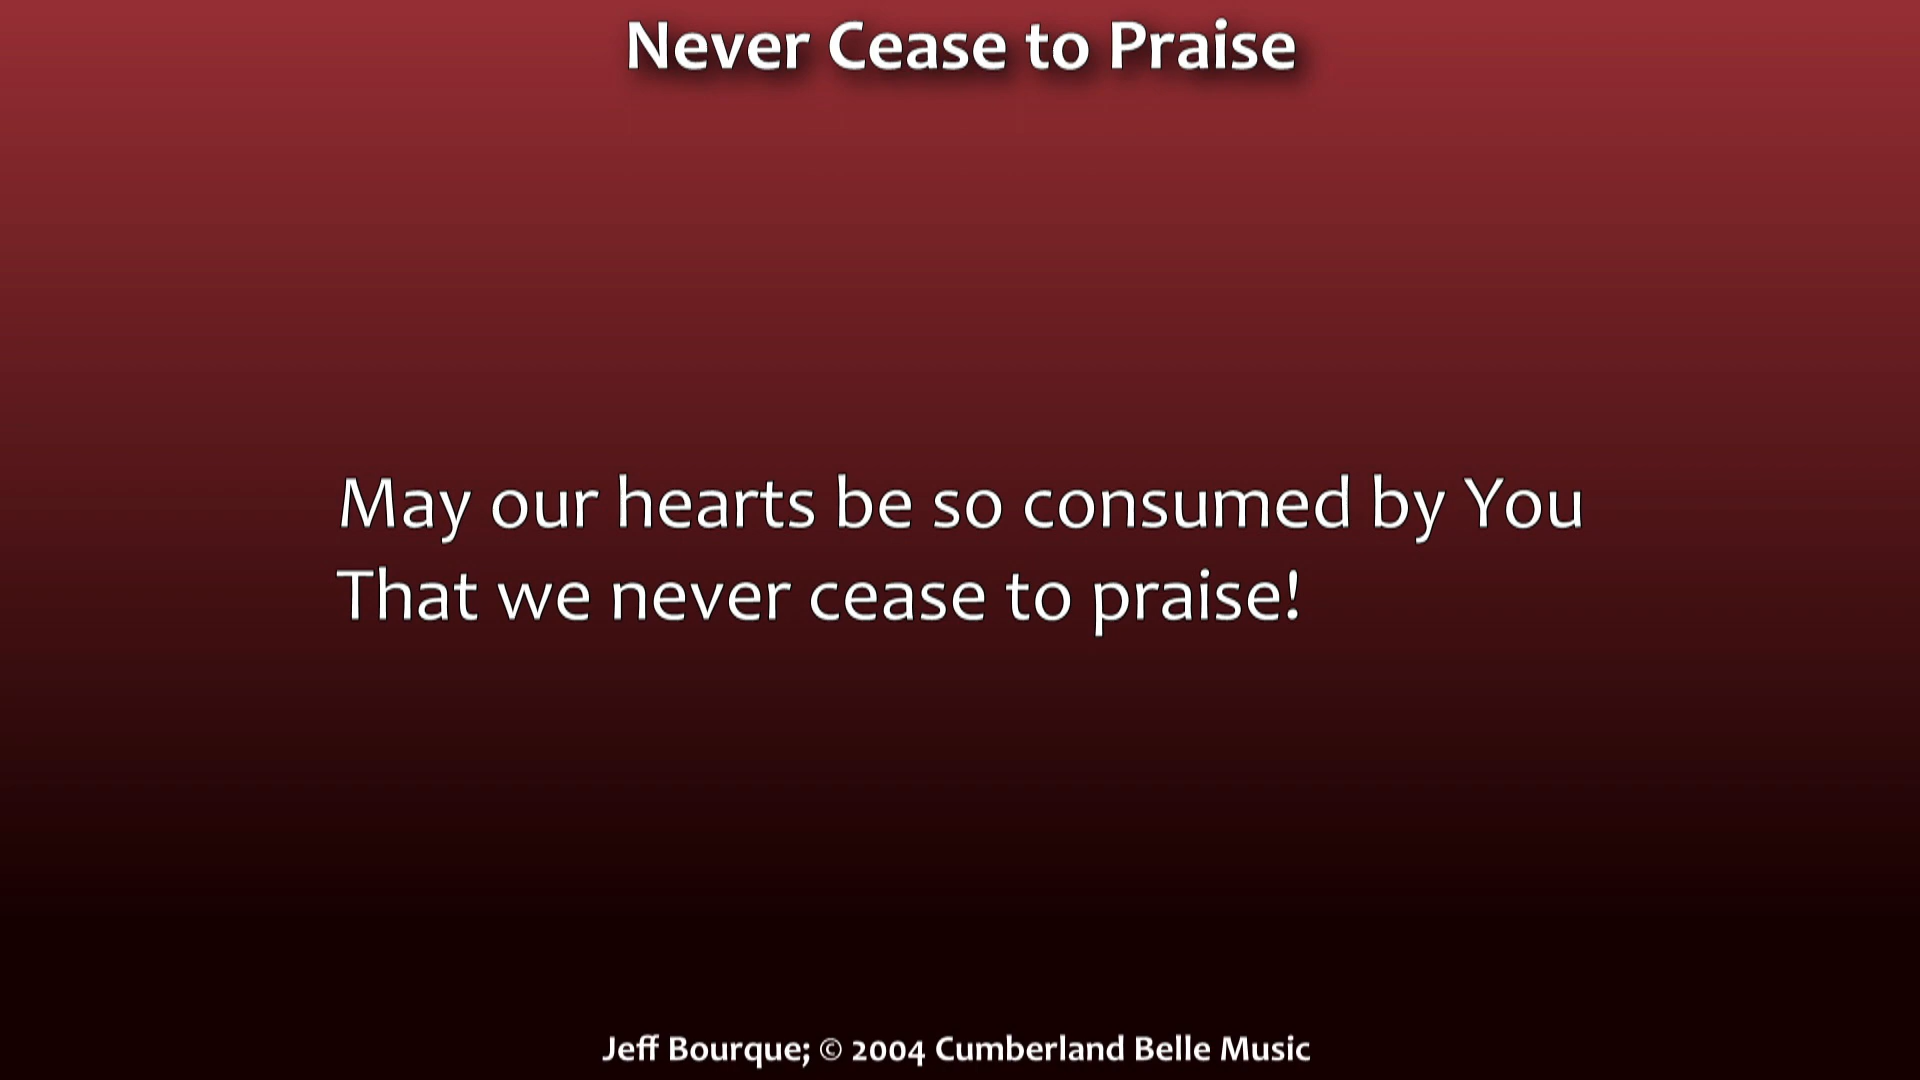 Never Cease to Praise
May our hearts be so consumed by You
That we never cease to praise!
Jeff Bourque; © 2004 Cumberland Belle Music